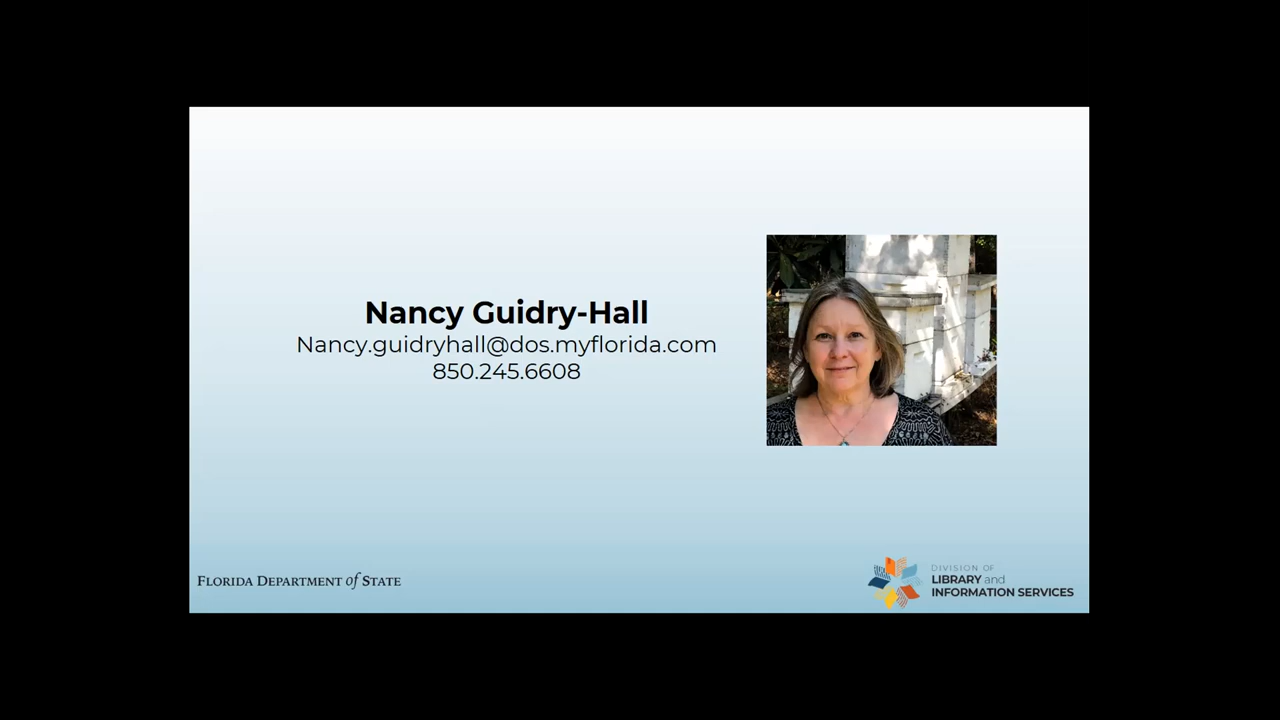 Nancy Guidry-Hall
Nancy.guidryhall@dos.myflorida.com
850.245.6608
FLORIDA DEPARTMENT of STATE
DIVISION OF
LIBRARY and
INFORMATION SERVICES